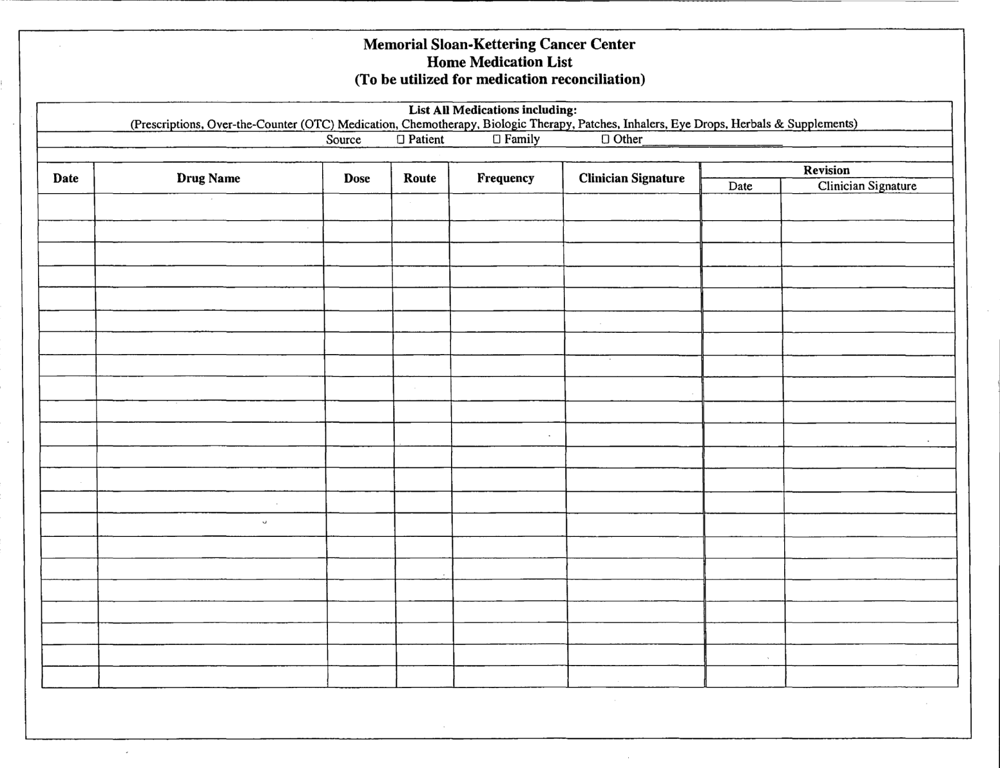 Memorial Sloan-Kettering Cancer Center
Home Medication List
(To be utilized for medication reconciliation)
List All Medications including:
(Prescriptions, Over-the-Counter (OTC) Medication, Chemotherapy, Biologic Therapy, Patches, Inhalers, Eye Drops, Herbals & Supplements)
Source ☐ Patient ☐ Family ☐ Other
Date Drug Name Dose Route Frequency Clinician Signature Revision
Date Clinician Signature